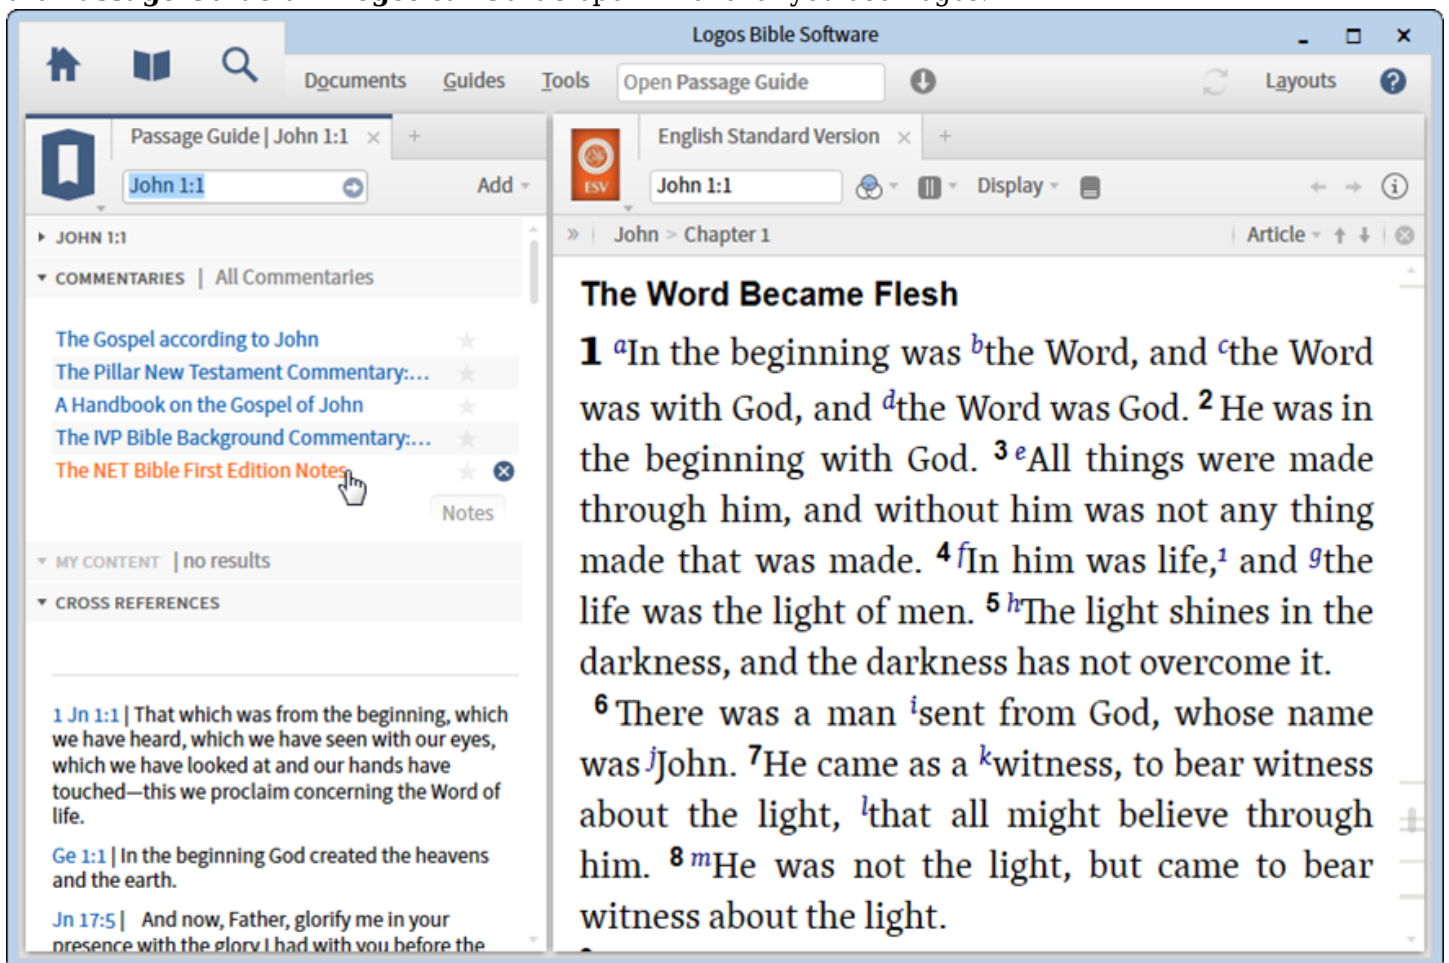 Logos Bible Software
Documents Guides Tools Open Passage Guide Layouts ?
Passage Guide | John 1:1
John 1:1 Add
JOHN 1:1
COMMENTARIES | All Commentaries
The Gospel according to John
The Pillar New Testament Commentary:...
A Handbook on the Gospel of John
The IVP Bible Background Commentary:...
The NET Bible First Edition Notes
Notes
MY CONTENT | no results
CROSS REFERENCES
1 Jn 1:1 | That which was from the beginning, which
we have heard, which we have seen with our eyes,
which we have looked at and our hands have
touched—this we proclaim concerning the Word of
life.
Ge 1:1 | In the beginning God created the heavens
and the earth.
Jn 17:5 | And now, Father, glorify me in your
presence with the glory I had with you before the
English Standard Version
ESV
John 1:1 Display
John > Chapter 1 Article
The Word Became Flesh
1 aIn the beginning was bthe Word, and cthe Word
was with God, and dthe Word was God. 2 He was in
the beginning with God. 3 eAll things were made
through him, and without him was not any thing
made that was made. 4 fIn him was life,1 and gthe
life was the light of men. 5 hThe light shines in the
darkness, and the darkness has not overcome it.
6 There was a man isent from God, whose name
was jJohn. 7 He came as a kwitness, to bear witness
about the light, lthat all might believe through
him. 8 mHe was not the light, but came to bear
witness about the light.